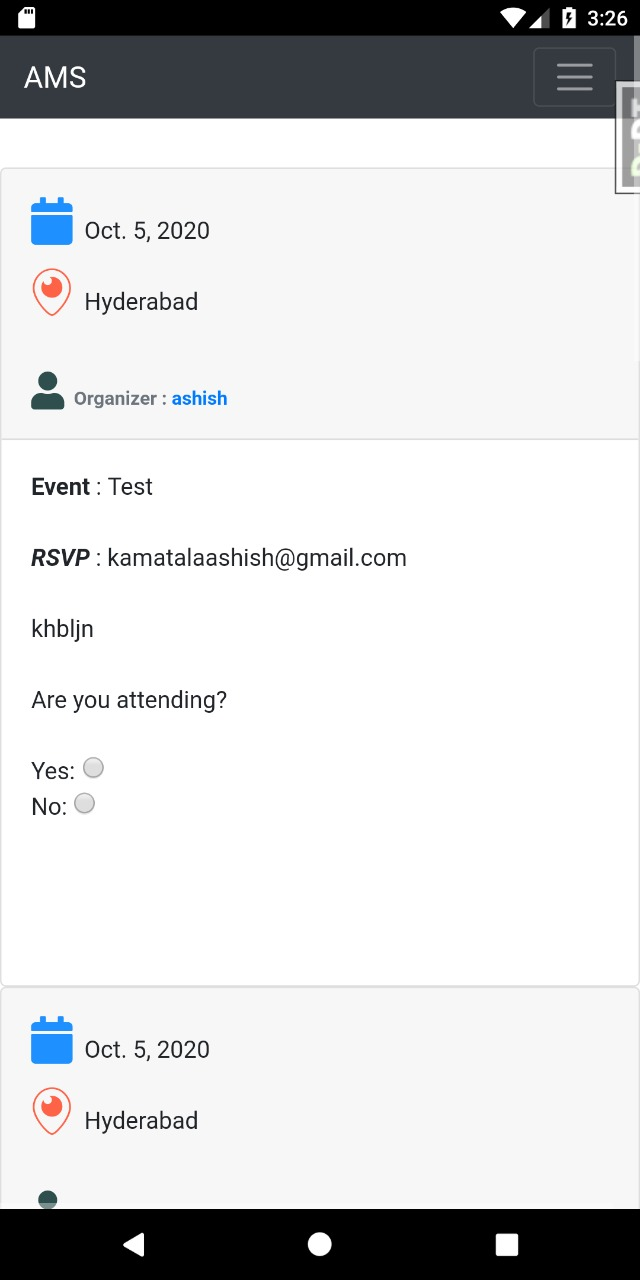 3:26
AMS
Oct. 5, 2020
Hyderabad
Organizer : ashish
Event : Test
RSVP : kamatalaashish@gmail.com
khbljn
Are you attending?
Yes:
No:
Oct. 5, 2020
Hyderabad